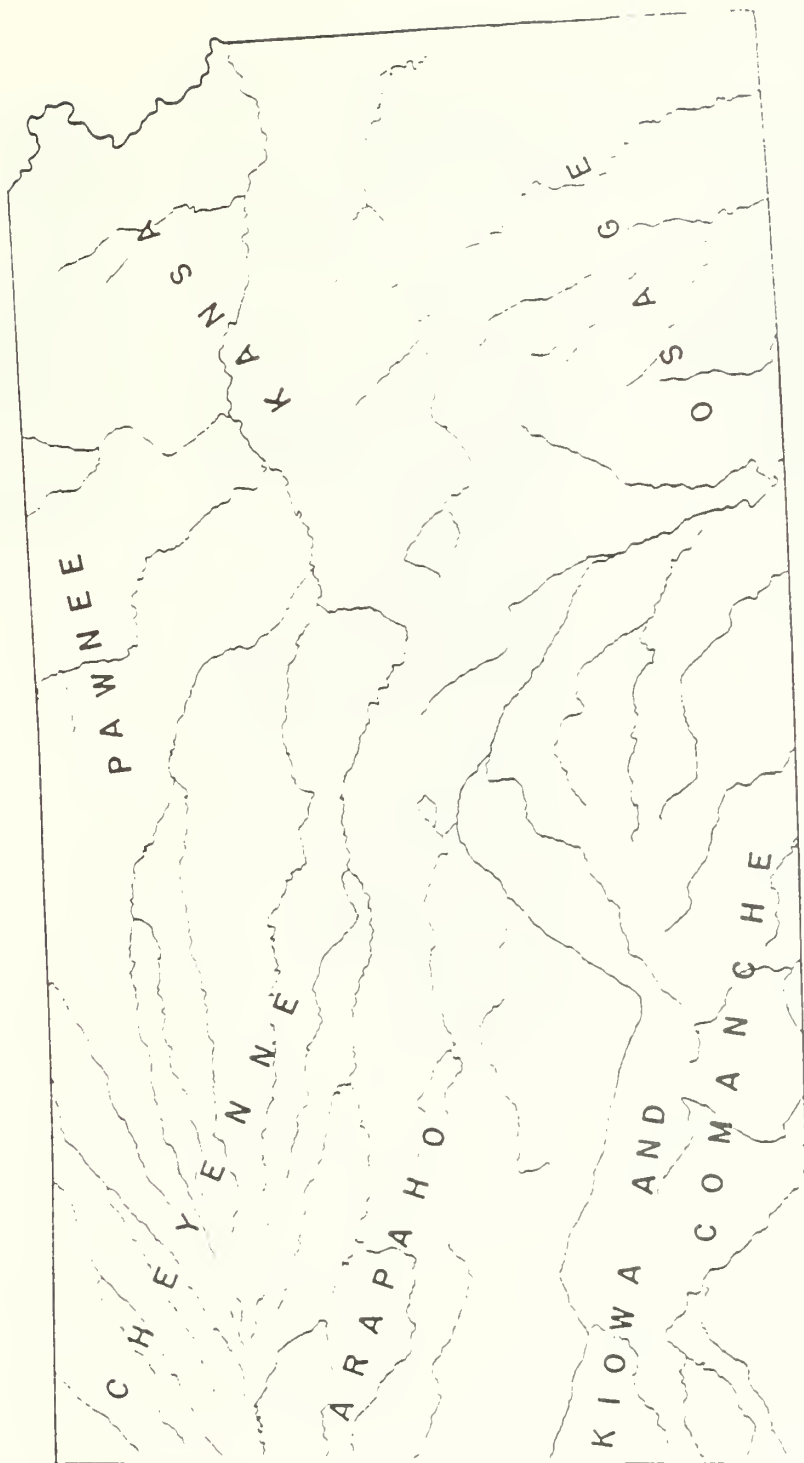 PAWNEE
KANSA
CHEYENNE
ARAPAHO
OSAGE
KIOWA AND
COMANCHE